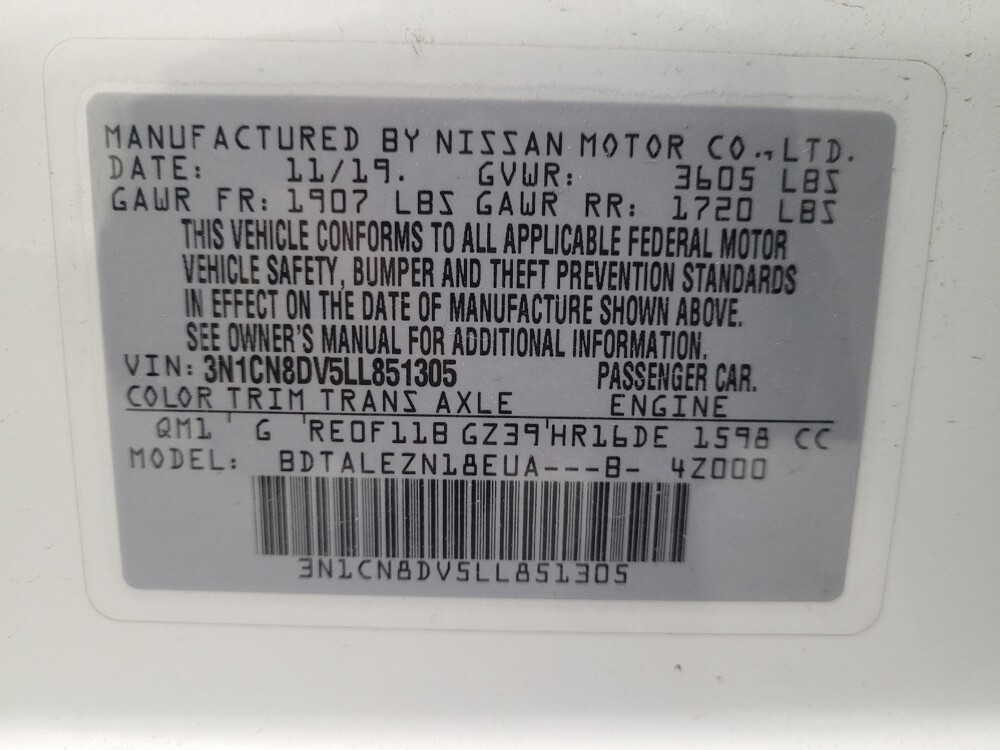 MANUFACTURED BY NISSAN MOTOR CO.,LTD.
DATE: 11/19. GVWR: 3605 LBS
GAWR FR: 1907 LBS GAWR RR: 1720 LBS
THIS VEHICLE CONFORMS TO ALL APPLICABLE FEDERAL MOTOR
VEHICLE SAFETY, BUMPER AND THEFT PREVENTION STANDARDS
IN EFFECT ON THE DATE OF MANUFACTURE SHOWN ABOVE.
SEE OWNER'S MANUAL FOR ADDITIONAL INFORMATION.
VIN: 3N1CN8DV5LL851305 PASSENGER CAR.
COLOR TRIM TRANS AXLE ENGINE
QM1 G RE0F11B GZ39 HR16DE 1598 CC
MODEL: BDTALEZN18EUA---B- 4Z000
3N1CN8DV5LL851305